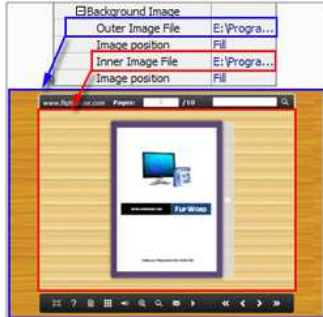 Background Image
Outer Image File E:\Progra...
Image position Fill
Inner Image File E:\Progra...
Image position Fill
Pages: /10
FLIP WORD